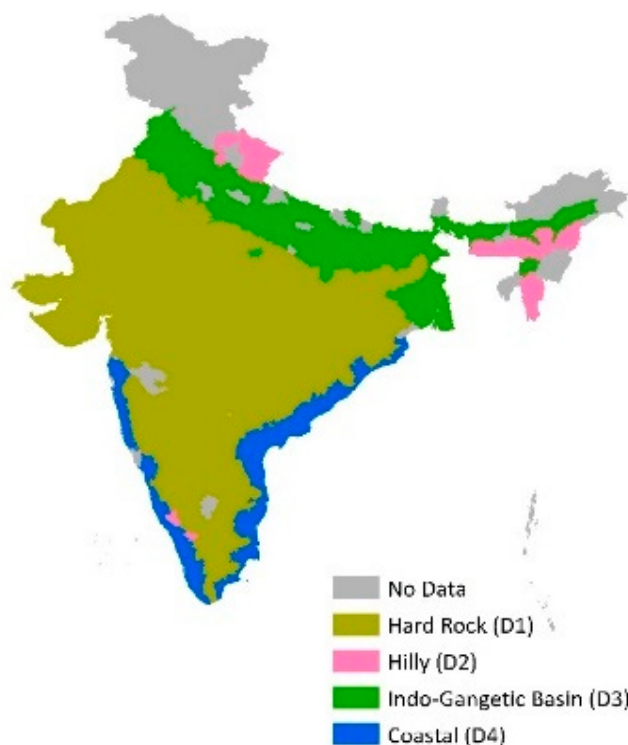 No Data
Hard Rock (D1)
Hilly (D2)
Indo-Gangetic Basin (D3)
Coastal (D4)